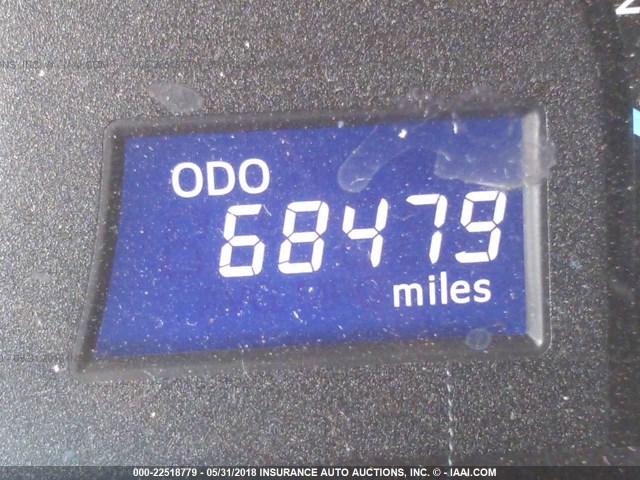 ODO
68479
miles
000-22518779 - 05/31/2018 INSURANCE AUTO AUCTIONS, INC. © - IAAI.COM